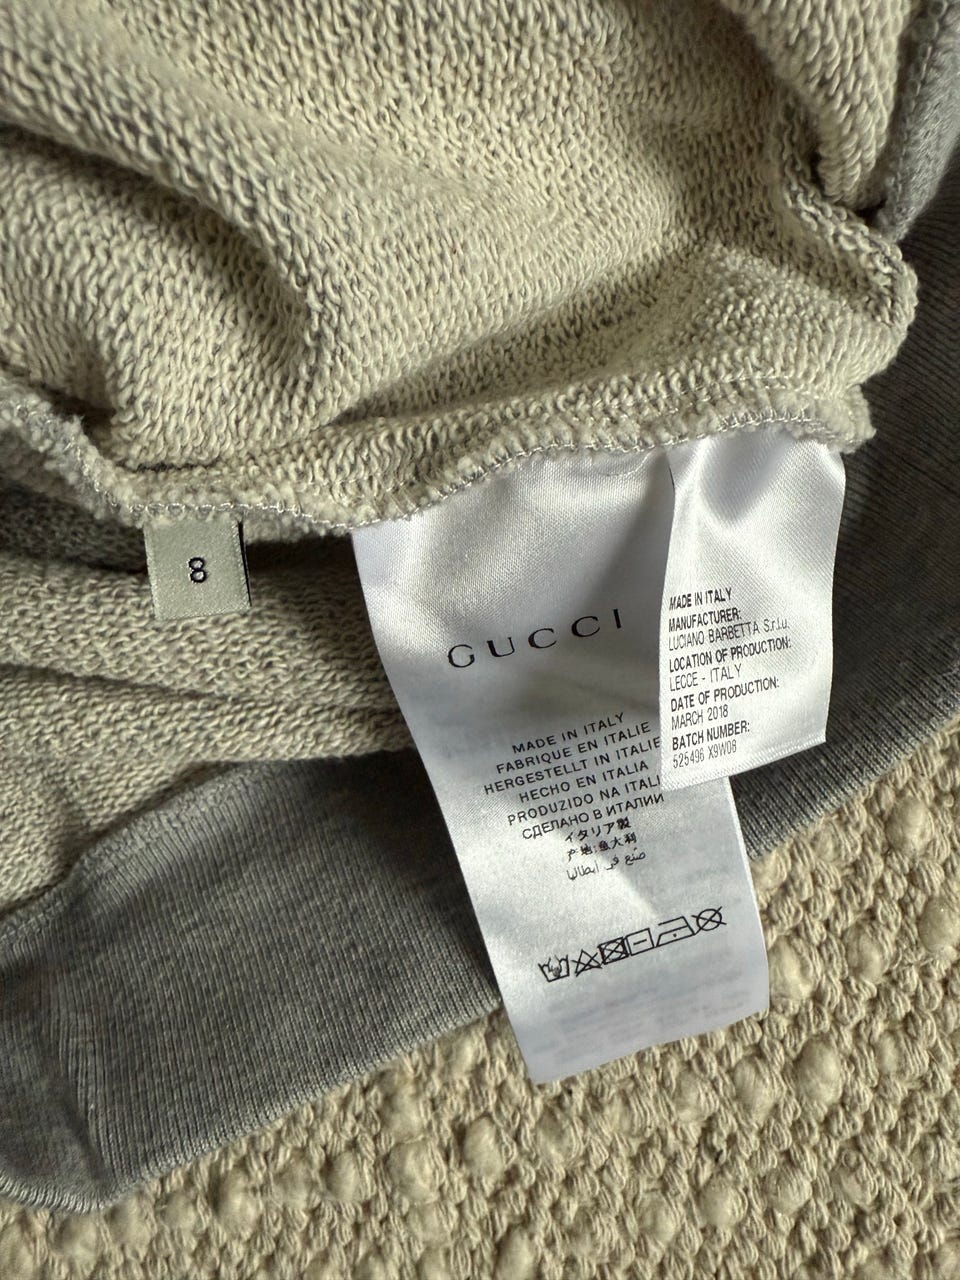 8
GUCCI
MADE IN ITALY
FABRIQUE EN ITALIE
HERGESTELLT IN ITALIE
HECHO EN ITALIA
PRODUZIDO NA ITALI
СДЕЛАНО В ИТАЛИИ
イタリア製
产地:意大利
صنع في ايطاليا
MADE IN ITALY
MANUFACTURER:
LUCIANO BARBETTA S.r.l.u.
LOCATION OF PRODUCTION:
LECCE - ITALY
DATE OF PRODUCTION:
MARCH 2018
BATCH NUMBER:
525496 X9W08